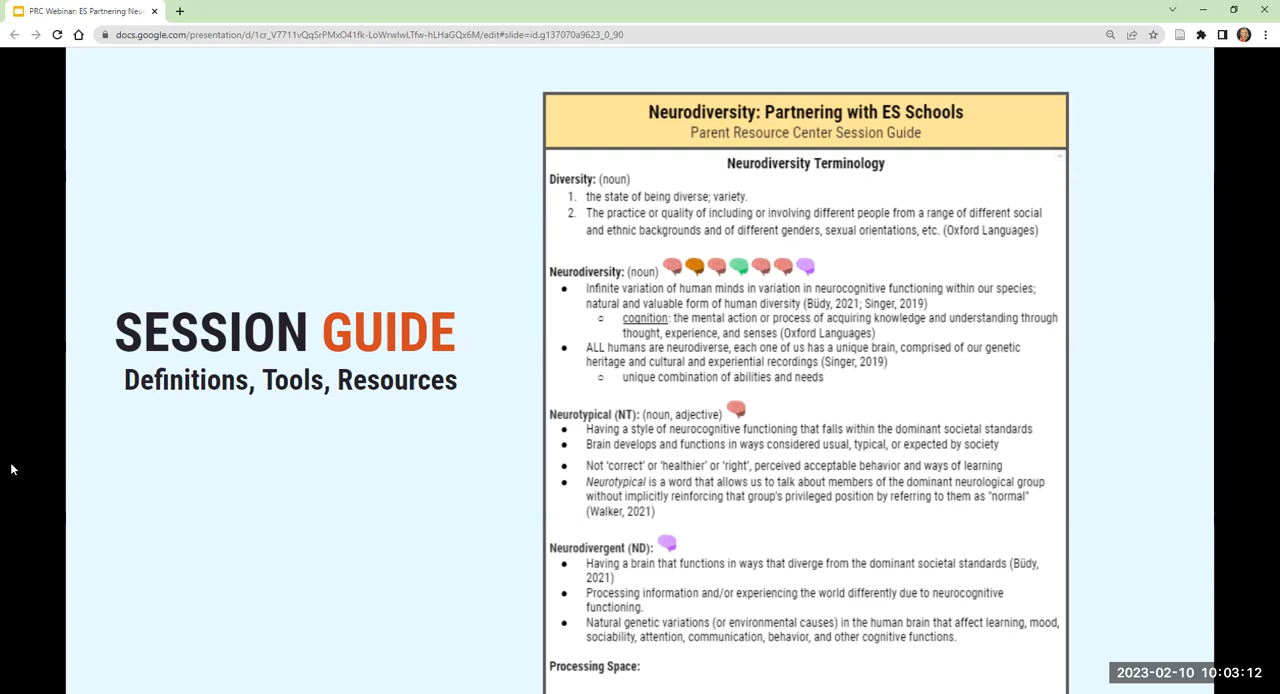 PRC Webinar: ES Partnering Neu
docs.google.com/presentation/d/1cr_V7711vQqSrPMxO41fk-LoWrwlwLTfw-hLHaGQx6M/edit#slide=id.g137070a9623_0_90
SESSION GUIDE
Definitions, Tools, Resources
Neurodiversity: Partnering with ES Schools
Parent Resource Center Session Guide
Neurodiversity Terminology
Diversity: (noun)
1. the state of being diverse; variety.
2. The practice or quality of including or involving different people from a range of different social
and ethnic backgrounds and of different genders, sexual orientations, etc. (Oxford Languages)
Neurodiversity: (noun)
● Infinite variation of human minds in variation in neurocognitive functioning within our species;
natural and valuable form of human diversity (Büdy, 2021; Singer, 2019)
○ cognition: the mental action or process of acquiring knowledge and understanding through
thought, experience, and senses (Oxford Languages)
● ALL humans are neurodiverse, each one of us has a unique brain, comprised of our genetic
heritage and cultural and experiential recordings (Singer, 2019)
○ unique combination of abilities and needs
Neurotypical (NT): (noun, adjective)
● Having a style of neurocognitive functioning that falls within the dominant societal standards
● Brain develops and functions in ways considered usual, typical, or expected by society
● Not 'correct' or 'healthier' or 'right', perceived acceptable behavior and ways of learning
● Neurotypical is a word that allows us to talk about members of the dominant neurological group
without implicitly reinforcing that group's privileged position by referring to them as "normal"
(Walker, 2021)
Neurodivergent (ND):
● Having a brain that functions in ways that diverge from the dominant societal standards (Büdy,
2021)
● Processing information and/or experiencing the world differently due to neurocognitive
functioning.
● Natural genetic variations (or environmental causes) in the human brain that affect learning, mood,
sociability, attention, communication, behavior, and other cognitive functions.
Processing Space:
2023-02-10 10:03:12